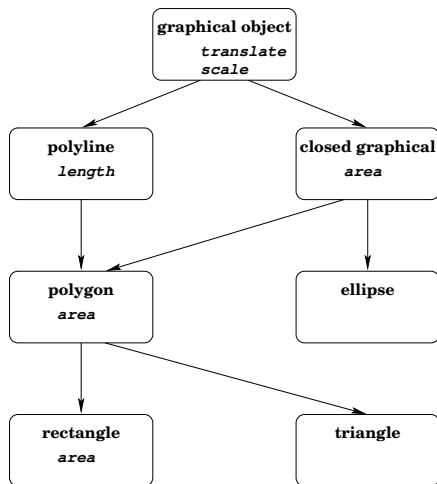 graphical object
translate
scale
polyline
length
closed graphical
area
polygon
area
ellipse
rectangle
area
triangle